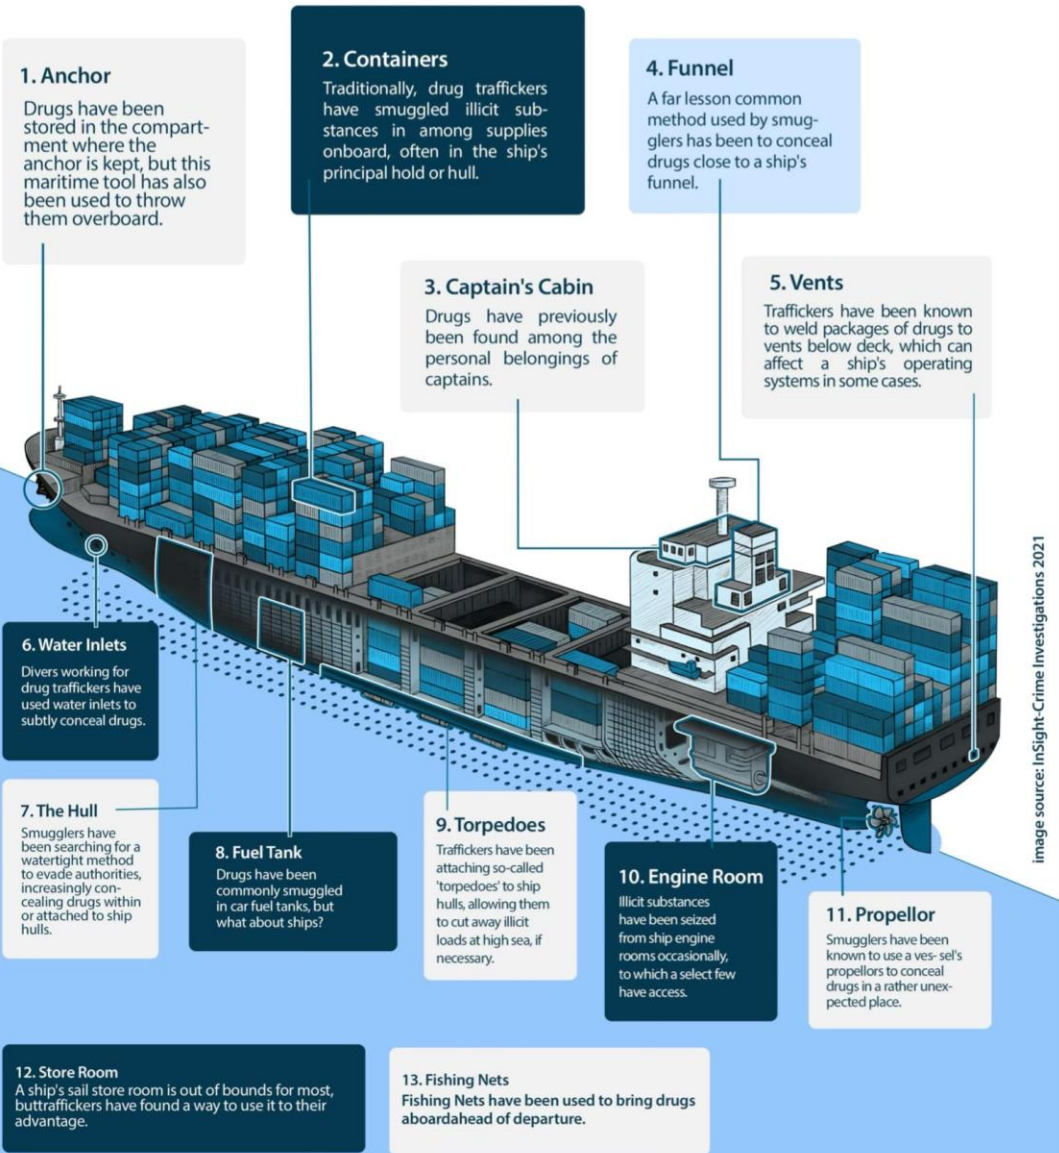 1. Anchor
Drugs have been
stored in the compart-
ment where the
anchor is kept, but this
maritime tool has also
been used to throw
them overboard.
2. Containers
Traditionally, drug traffickers
have smuggled illicit sub-
stances in among supplies
onboard, often in the ship's
principal hold or hull.
4. Funnel
A far lesson common
method used by smug-
glers has been to conceal
drugs close to a ship's
funnel.
3. Captain's Cabin
Drugs have previously
been found among the
personal belongings of
captains.
5. Vents
Traffickers have been known
to weld packages of drugs to
vents below deck, which can
affect a ship's operating
systems in some cases.
6. Water Inlets
Divers working for
drug traffickers have
used water inlets to
subtly conceal drugs.
7. The Hull
Smugglers have
been searching for a
watertight method
to evade authorities,
increasingly con-
cealing drugs within
or attached to ship
hulls.
8. Fuel Tank
Drugs have been
commonly smuggled
in car fuel tanks, but
what about ships?
9. Torpedoes
Traffickers have been
attaching so-called
'torpedoes' to ship
hulls, allowing them
to cut away illicit
loads at high sea, if
necessary.
10. Engine Room
Illicit substances
have been seized
from ship engine
rooms occasionally,
to which a select few
have access.
11. Propellor
Smugglers have been
known to use a ves- sel's
propellors to conceal
drugs in a rather unex-
pected place.
12. Store Room
A ship's sail store room is out of bounds for most,
buttraffickers have found a way to use it to their
advantage.
13. Fishing Nets
Fishing Nets have been used to bring drugs
aboardahead of departure.
image source: InSight-Crime Investigations 2021